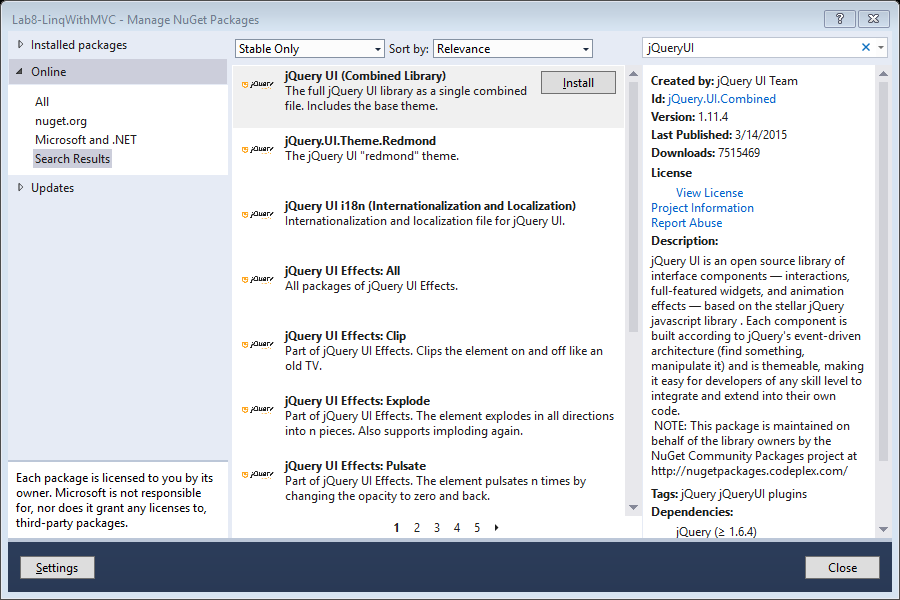 Lab8-LinqWithMVC - Manage NuGet Packages
?
Installed packages
Online
All
nuget.org
Microsoft and .NET
Search Results
Updates
Each package is licensed to you by its
owner. Microsoft is not responsible
for, nor does it grant any licenses to,
third-party packages.
Stable Only
Sort by:
Relevance
jQuery
jQuery UI (Combined Library)
The full jQuery UI library as a single combined
file. Includes the base theme.
Install
jQuery
jQuery.UI.Theme.Redmond
The jQuery UI "redmond" theme.
jQuery
jQuery UI i18n (Internationalization and Localization)
Internationalization and localization file for jQuery UI.
jQuery
jQuery UI Effects: All
All packages of jQuery UI Effects.
jQuery
jQuery UI Effects: Clip
Part of jQuery UI Effects. Clips the element on and off like an
old TV.
jQuery
jQuery UI Effects: Explode
Part of jQuery UI Effects. The element explodes in all directions
into n pieces. Also supports imploding again.
jQuery
jQuery UI Effects: Pulsate
Part of jQuery UI Effects. The element pulsates n times by
changing the opacity to zero and back.
1 2 3 4 5
jQueryUI
Created by: jQuery UI Team
Id: jQuery.UI.Combined
Version: 1.11.4
Last Published: 3/14/2015
Downloads: 7515469
License
View License
Project Information
Report Abuse
Description:
jQuery UI is an open source library of
interface components — interactions,
full-featured widgets, and animation
effects — based on the stellar jQuery
javascript library . Each component is
built according to jQuery's event-driven
architecture (find something,
manipulate it) and is themeable, making
it easy for developers of any skill level to
integrate and extend into their own
code.
NOTE: This package is maintained on
behalf of the library owners by the
NuGet Community Packages project at
http://nugetpackages.codeplex.com/
Tags: jQuery jQueryUI plugins
Dependencies:
jQuery (≥ 1.6.4)
Settings
Close